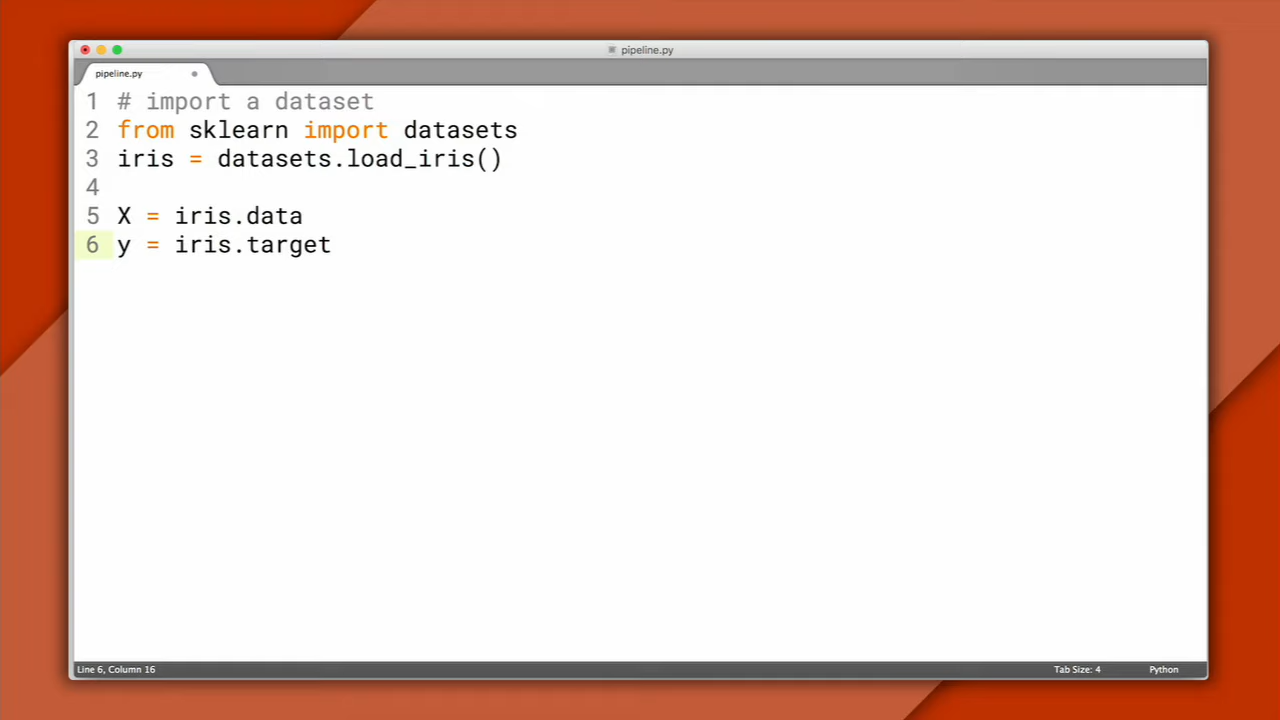 pipeline.py
pipeline.py
1 # import a dataset
2 from sklearn import datasets
3 iris = datasets.load_iris()
4
5 X = iris.data
6 y = iris.target
Line 6, Column 16 Tab Size: 4 Python